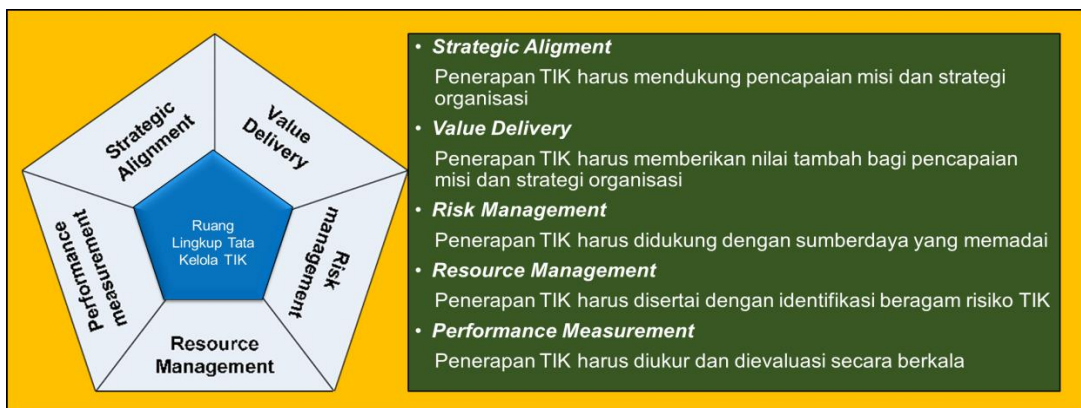 Strategic
Alignment
Value
Delivery
Risk
management
Resource
Management
Performance
measurement
Ruang
Lingkup Tata
Kelola TIK
• Strategic Aligment
Penerapan TIK harus mendukung pencapaian misi dan strategi
organisasi
• Value Delivery
Penerapan TIK harus memberikan nilai tambah bagi pencapaian
misi dan strategi organisasi
• Risk Management
Penerapan TIK harus didukung dengan sumberdaya yang memadai
• Resource Management
Penerapan TIK harus disertai dengan identifikasi beragam risiko TIK
• Performance Measurement
Penerapan TIK harus diukur dan dievaluasi secara berkala